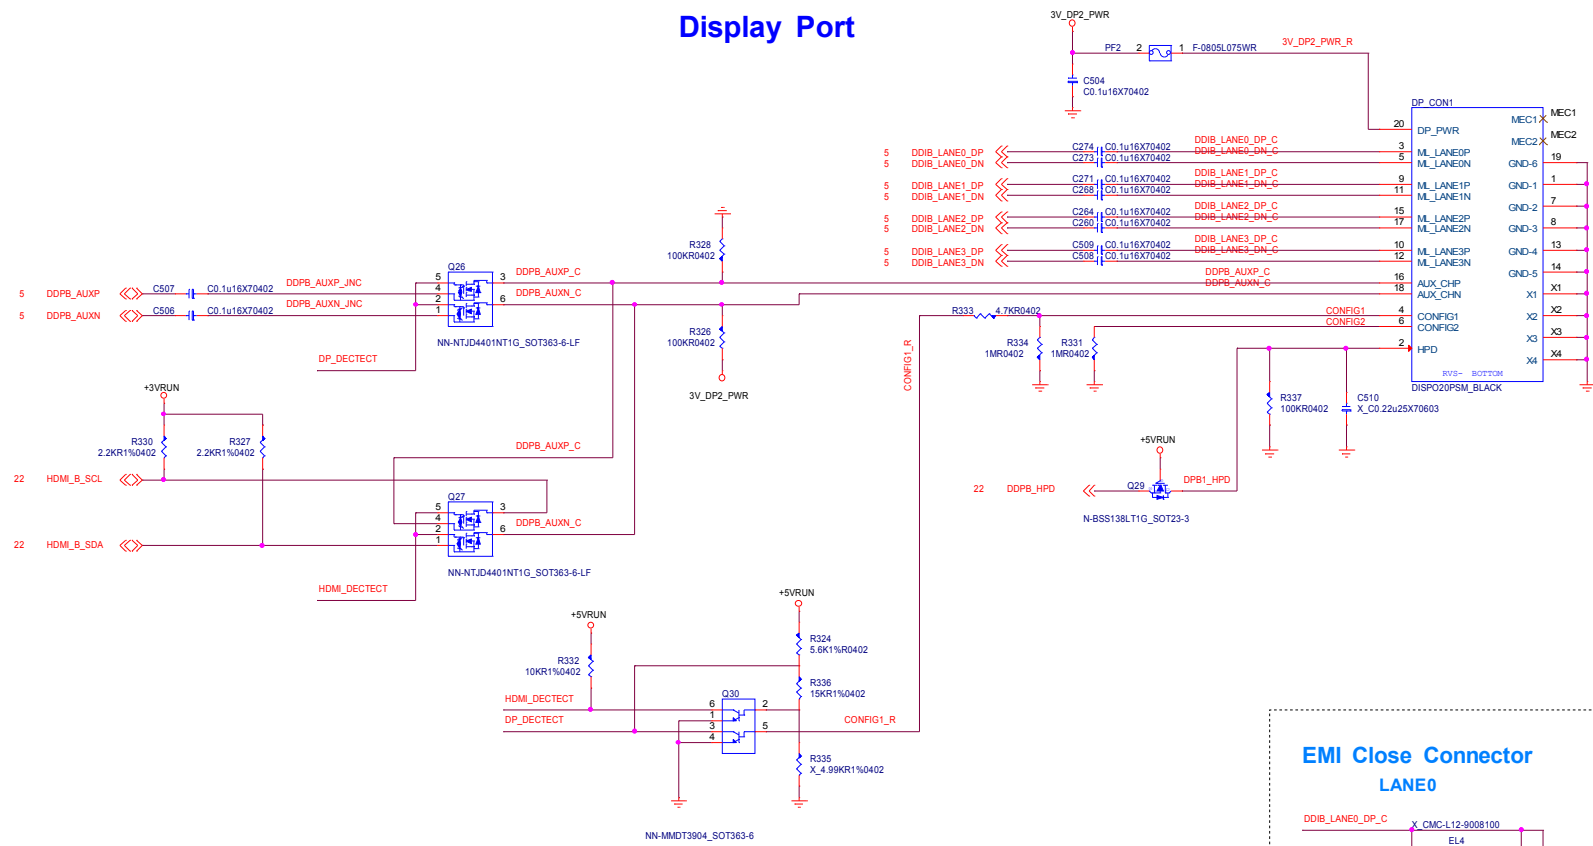 Display Port
3V_DP2_PWR
PF2 2 1 F-0805L075WR 3V_DP2_PWR_R
C504
C0.1u16X70402
DP_CON1
MEC1 MEC1
20 DP_PWR
MEC2 MEC2
5 DDIB_LANE0_DP C274 C0.1u16X70402 DDIB_LANE0_DP_C 3 ML_LANE0P
5 DDIB_LANE0_DN C273 C0.1u16X70402 DDIB_LANE0_DN_C 5 ML_LANE0N GND-6 19
5 DDIB_LANE1_DP C271 C0.1u16X70402 DDIB_LANE1_DP_C 9 ML_LANE1P GND-1 1
5 DDIB_LANE1_DN C268 C0.1u16X70402 DDIB_LANE1_DN_C 11 ML_LANE1N
GND-2 7
5 DDIB_LANE2_DP C264 C0.1u16X70402 DDIB_LANE2_DP_C 15 ML_LANE2P
5 DDIB_LANE2_DN C260 C0.1u16X70402 DDIB_LANE2_DN_C 17 ML_LANE2N GND-3 8
5 DDIB_LANE3_DP C509 C0.1u16X70402 DDIB_LANE3_DP_C 10 ML_LANE3P GND-4 13
5 DDIB_LANE3_DN C508 C0.1u16X70402 DDIB_LANE3_DN_C 12 ML_LANE3N
GND-5 14
DDPB_AUXP_C 16 AUX_CHP
DDPB_AUXN_C 18 AUX_CHN X1 X1
CONFIG1 4 CONFIG1 X2 X2
CONFIG2 6 CONFIG2
X3 X3
2 HPD
X4 X4
RVS- BOTTOM
DISPO20PSM_BLACK
R328
100KR0402
Q26
5 DDPB_AUXP C507 C0.1u16X70402 DDPB_AUXP_JNC 5 4 3 DDPB_AUXP_C
5 DDPB_AUXN C506 C0.1u16X70402 DDPB_AUXN_JNC 2 1 6 DDPB_AUXN_C
NN-NTJD4401NT1G_SOT363-6-LF
DP_DECTECT
R326
100KR0402
3V_DP2_PWR
R333 4.7KR0402
R334
1MR0402
R331
1MR0402
CONFIG1_R
R337
100KR0402
C510
X_C0.22u25X70603
+3VRUN
R330
2.2KR1%0402
R327
2.2KR1%0402
DDPB_AUXP_C
22 HDMI_B_SCL
Q27
5 4 3
2 1 6 DDPB_AUXN_C
22 HDMI_B_SDA
NN-NTJD4401NT1G_SOT363-6-LF
HDMI_DECTECT
+5VRUN
22 DDPB_HPD Q29 DPB1_HPD
N-BSS138LT1G_SOT23-3
+5VRUN
R332
10KR1%0402
+5VRUN
R324
5.6K1%R0402
R336
15KR1%0402
HDMI_DECTECT Q30
6 1 2
DP_DECTECT 3 4 5 CONFIG1_R
R335
X_4.99KR1%0402
NN-MMDT3904_SOT363-6
EMI Close Connector
LANE0
DDIB_LANE0_DP_C X_CMC-L12-9008100
EL4